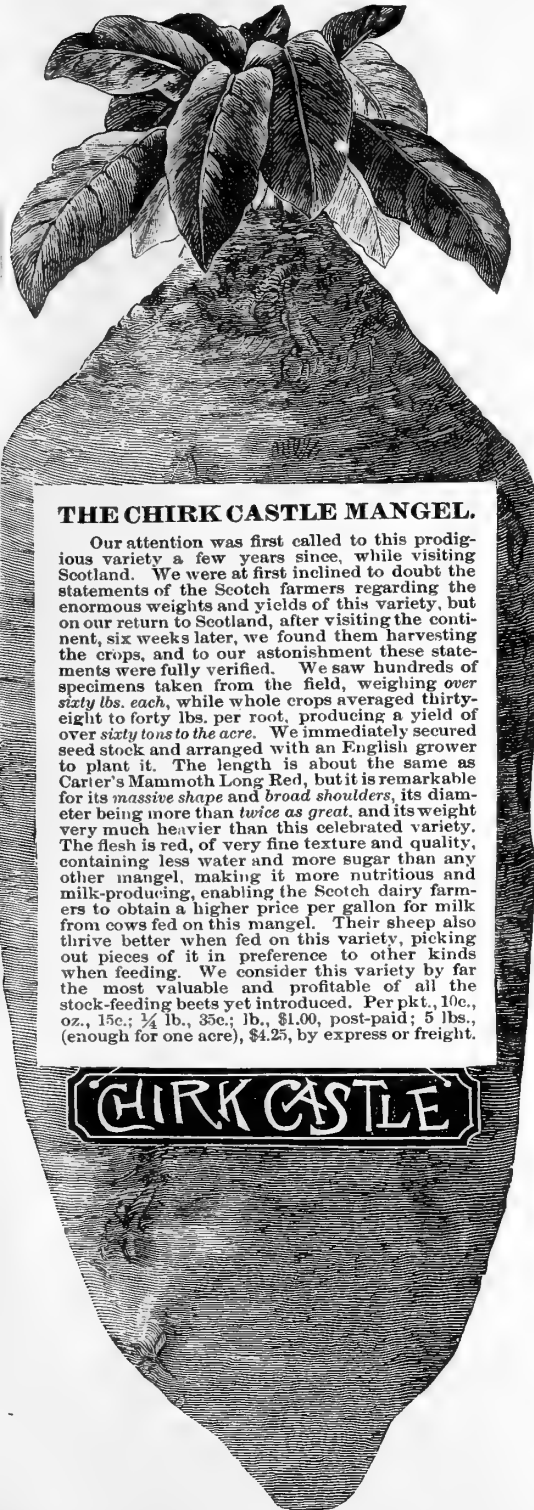 THE CHIRK CASTLE MANGEL.
Our attention was first called to this prodig-
ious variety a few years since, while visiting
Scotland. We were at first inclined to doubt the
statements of the Scotch farmers regarding the
enormous weights and yields of this variety, but
on our return to Scotland, after visiting the conti-
nent, six weeks later, we found them harvesting
the crops, and to our astonishment these state-
ments were fully verified. We saw hundreds of
specimens taken from the field, weighing over
sixty lbs. each, while whole crops averaged thirty-
eight to forty lbs. per root, producing a yield of
over sixty tons to the acre. We immediately secured
seed stock and arranged with an English grower
to plant it. The length is about the same as
Carter's Mammoth Long Red, but it is remarkable
for its massive shape and broad shoulders, its diam-
eter being more than twice as great, and its weight
very much heavier than this celebrated variety.
The flesh is red, of very fine texture and quality,
containing less water and more sugar than any
other mangel, making it more nutritious and
milk-producing, enabling the Scotch dairy farm-
ers to obtain a higher price per gallon for milk
from cows fed on this mangel. Their sheep also
thrive better when fed on this variety, picking
out pieces of it in preference to other kinds
when feeding. We consider this variety by far
the most valuable and profitable of all the
stock-feeding beets yet introduced. Per pkt., 10c.,
oz., 15c.; ¼ lb., 35c.; lb., $1.00, post-paid; 5 lbs.,
(enough for one acre), $4.25, by express or freight.
CHIRK CASTLE